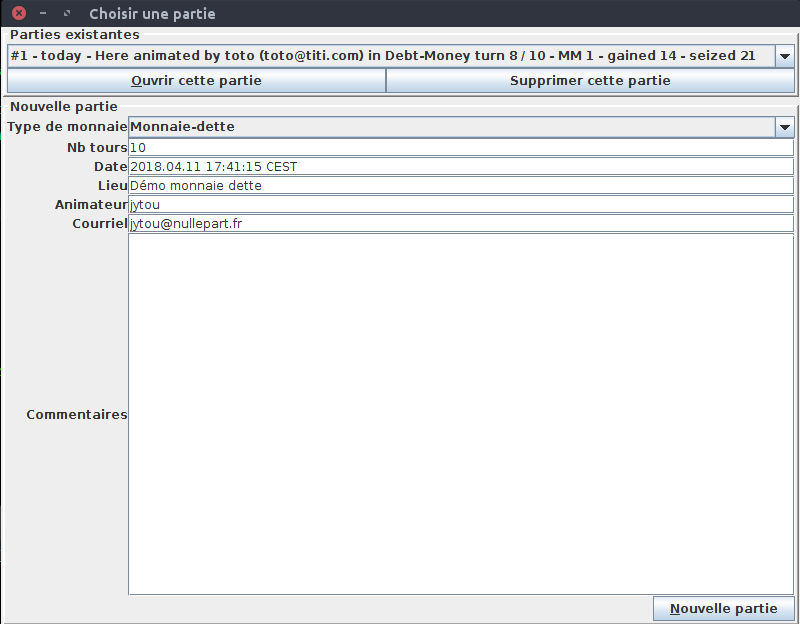 Choisir une partie
Parties existantes
#1 - today - Here animated by toto (toto@titi.com) in Debt-Money turn 8 / 10 - MM 1 - gained 14 - seized 21
Ouvrir cette partie Supprimer cette partie
Nouvelle partie
Type de monnaie Monnaie-dette
Nb tours 10
Date 2018.04.11 17:41:15 CEST
Lieu Démo monnaie dette
Animateur jytou
Courriel jytou@nullepart.fr
Commentaires
Nouvelle partie